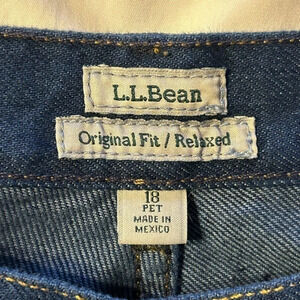 L.L.Bean
Original Fit / Relaxed
18
PET
MADE IN
MEXICO